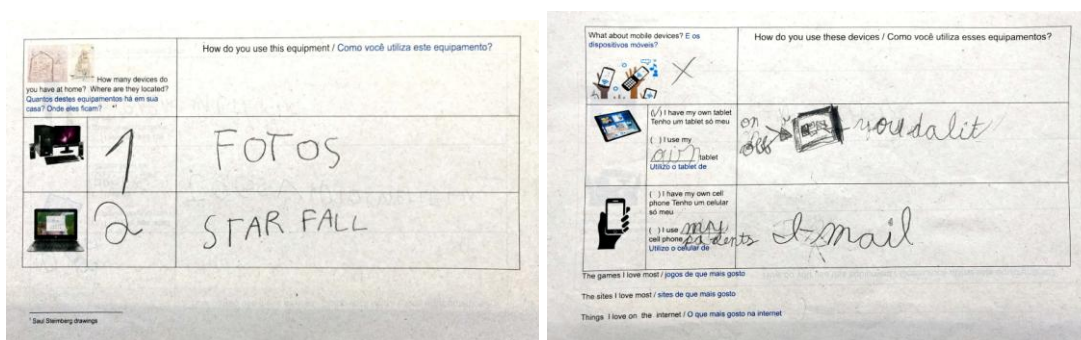 How do you use this equipment / Como você utiliza este equipamento?
How many devices do
you have at home? Where are they located?
Quantos destes equipamentos há em sua
casa? Onde eles ficam?
1
FOTOS
2
STAR FALL
¹ Saul Steinberg drawings
What about mobile devices? E os
dispositivos móveis?
How do you use these devices / Como você utiliza esses equipamentos?
X
(√) I have my own tablet
Tenho um tablet só meu
( ) I use my
own tablet
Utilizo o tablet de
on
youdalit
( ) I have my own cell
phone Tenho um celular
só meu
( ) I use my
cell phone parents
Utilizo o celular de
I mail
The games I love most / jogos de que mais gosto
The sites I love most / sites de que mais gosto
Things I love on the internet / O que mais gosto na internet